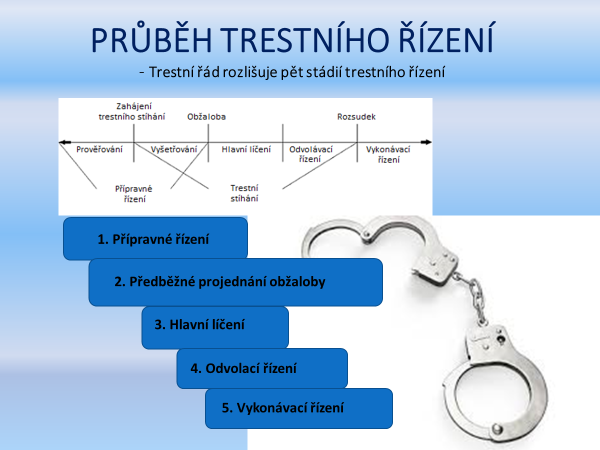 PRŮBĚH TRESTNÍHO ŘÍZENÍ
- Trestní řád rozlišuje pět stádií trestního řízení
Zahájení
trestního stíhání
Obžaloba
Rozsudek
Prověřování
Vyšetřování
Hlavní líčení
Odvolávací
řízení
Vykonávací
řízení
Přípravné
řízení
Trestní
stíhání
1. Přípravné řízení
2. Předběžné projednání obžaloby
3. Hlavní líčení
4. Odvolací řízení
5. Vykonávací řízení